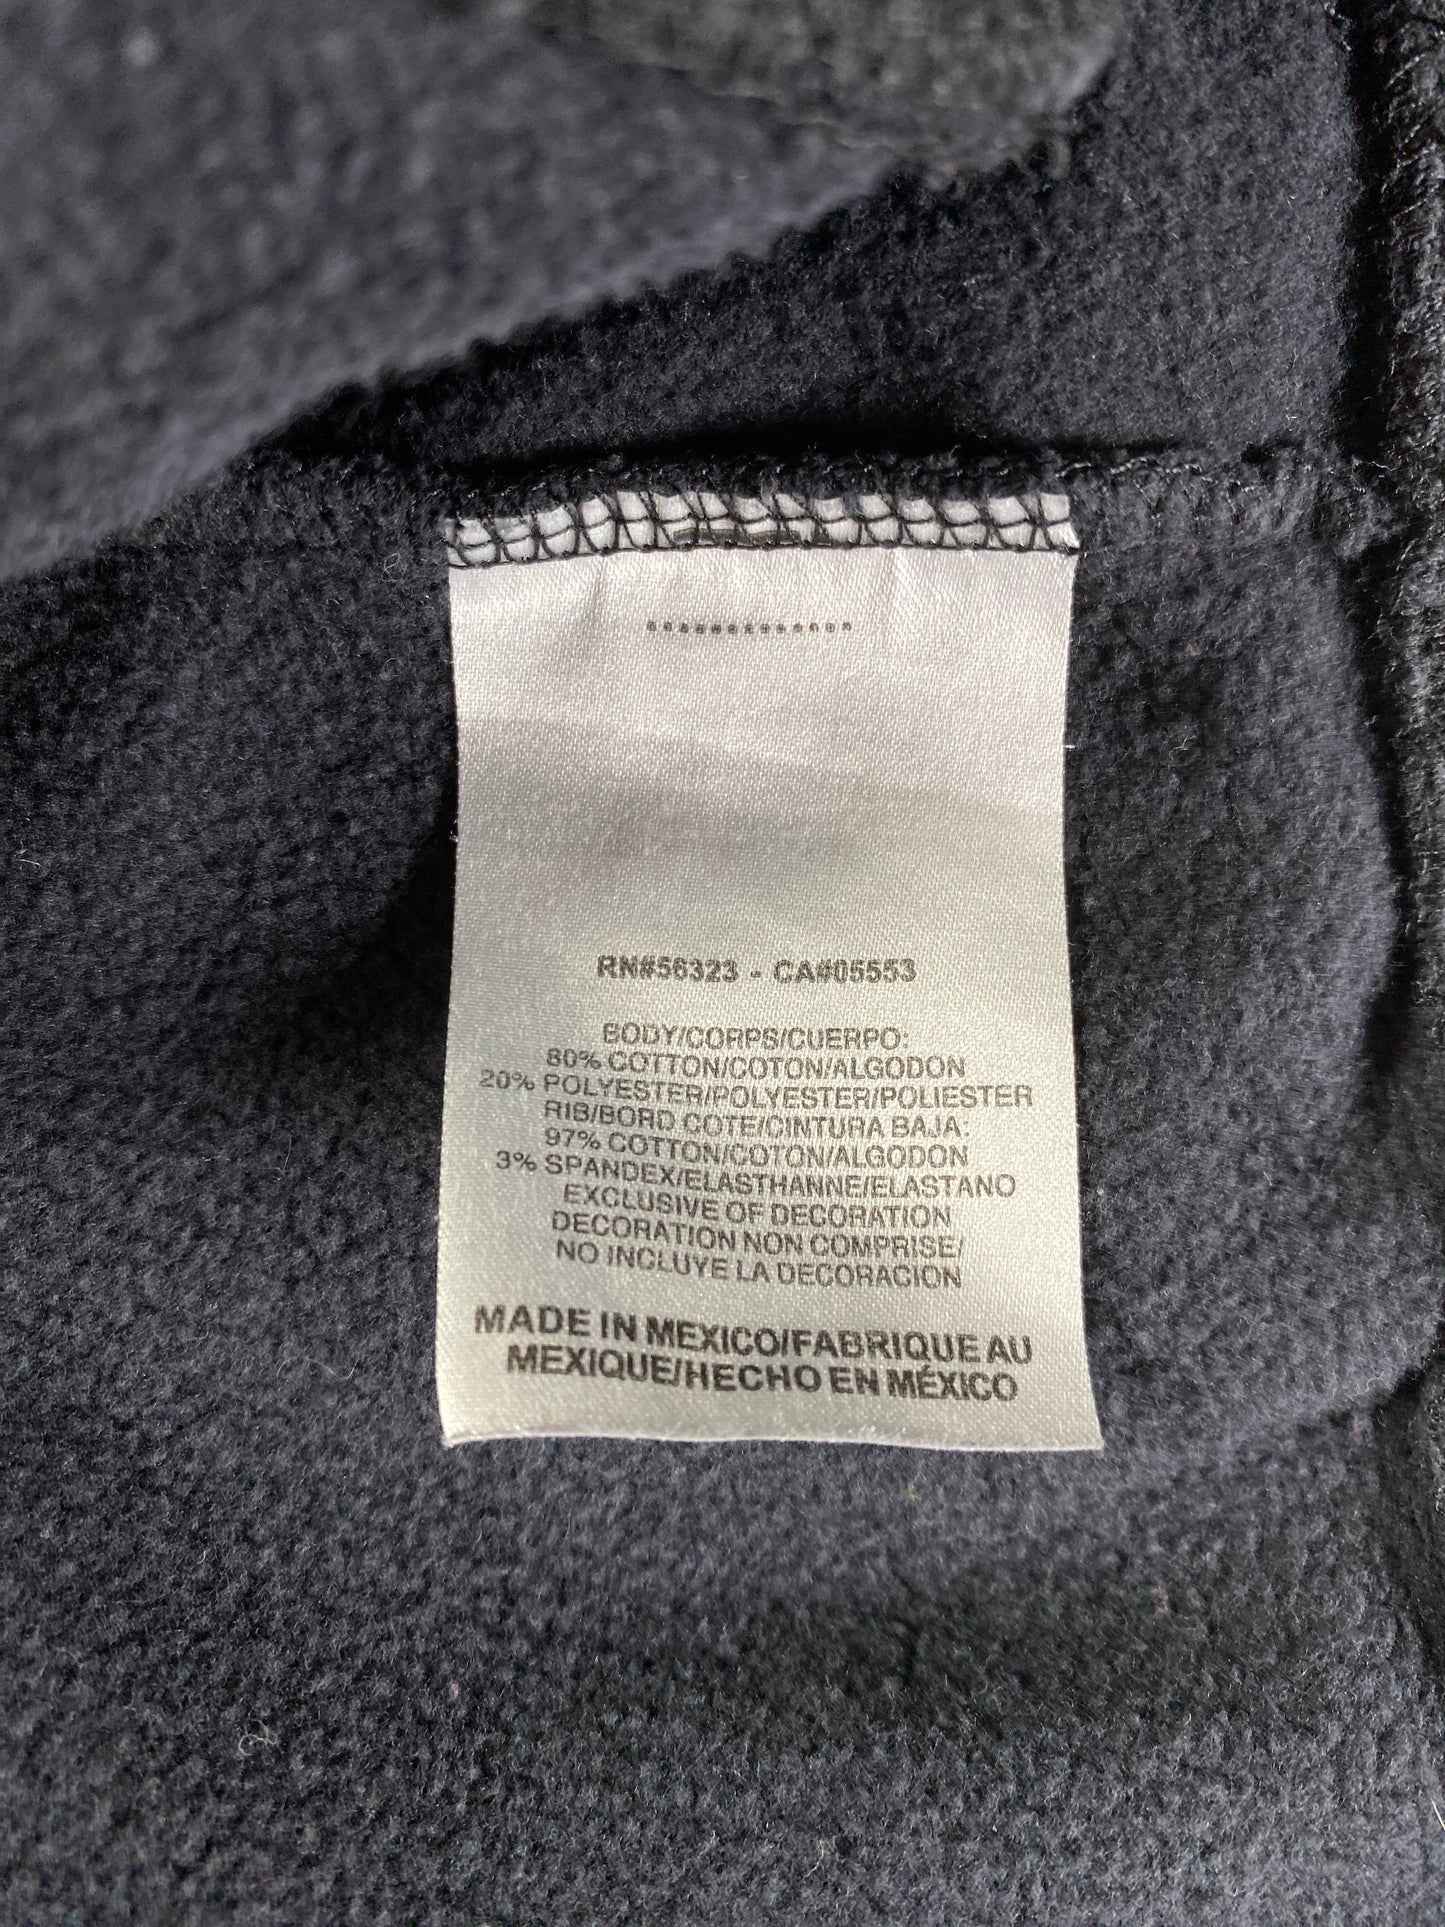 RN#56323 - CA#05553
BODY/CORPS/CUERPO:
80% COTTON/COTON/ALGODON
20% POLYESTER/POLYESTER/POLIESTER
RIB/BORD COTE/CINTURA BAJA:
97% COTTON/COTON/ALGODON
3% SPANDEX/ELASTHANNE/ELASTANO
EXCLUSIVE OF DECORATION
DECORATION NON COMPRISE/
NO INCLUYE LA DECORACION
MADE IN MEXICO/FABRIQUE AU
MEXIQUE/HECHO EN MÉXICO